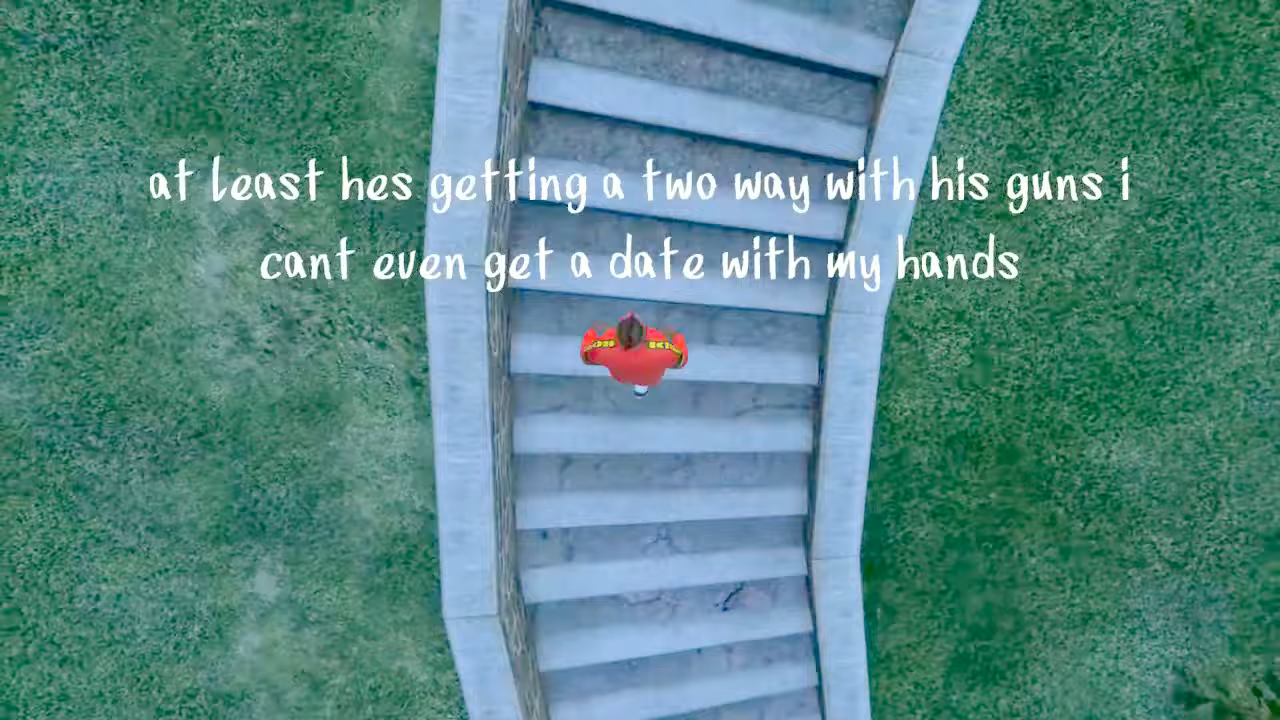 at least hes getting a two way with his guns i
cant even get a date with my hands